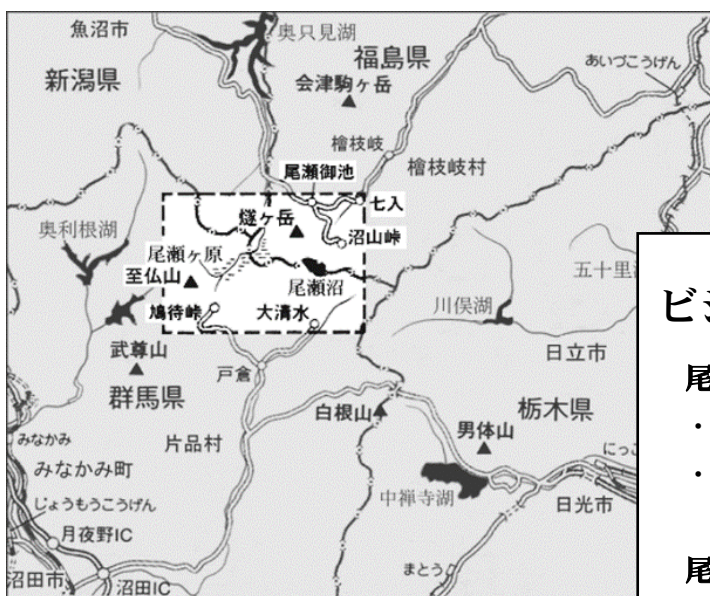 魚沼市
奥只見湖
福島県
新潟県
会津駒ヶ岳
あいづこうげん
檜枝岐
檜枝岐村
尾瀬御池
七入
燧ヶ岳
沼山峠
奥利根湖
尾瀬ヶ原
至仏山
尾瀬沼
五十里
鳩待峠
大清水
川俣湖
武尊山
戸倉
日立市
群馬県
白根山
栃木県
片品村
男体山
みなかみ
みなかみ町
にっこ
中禅寺湖
日光市
じょうもうこうげん
月夜野IC
まとう
沼田市
沼田IC
ビジ
尾
・
・
尾